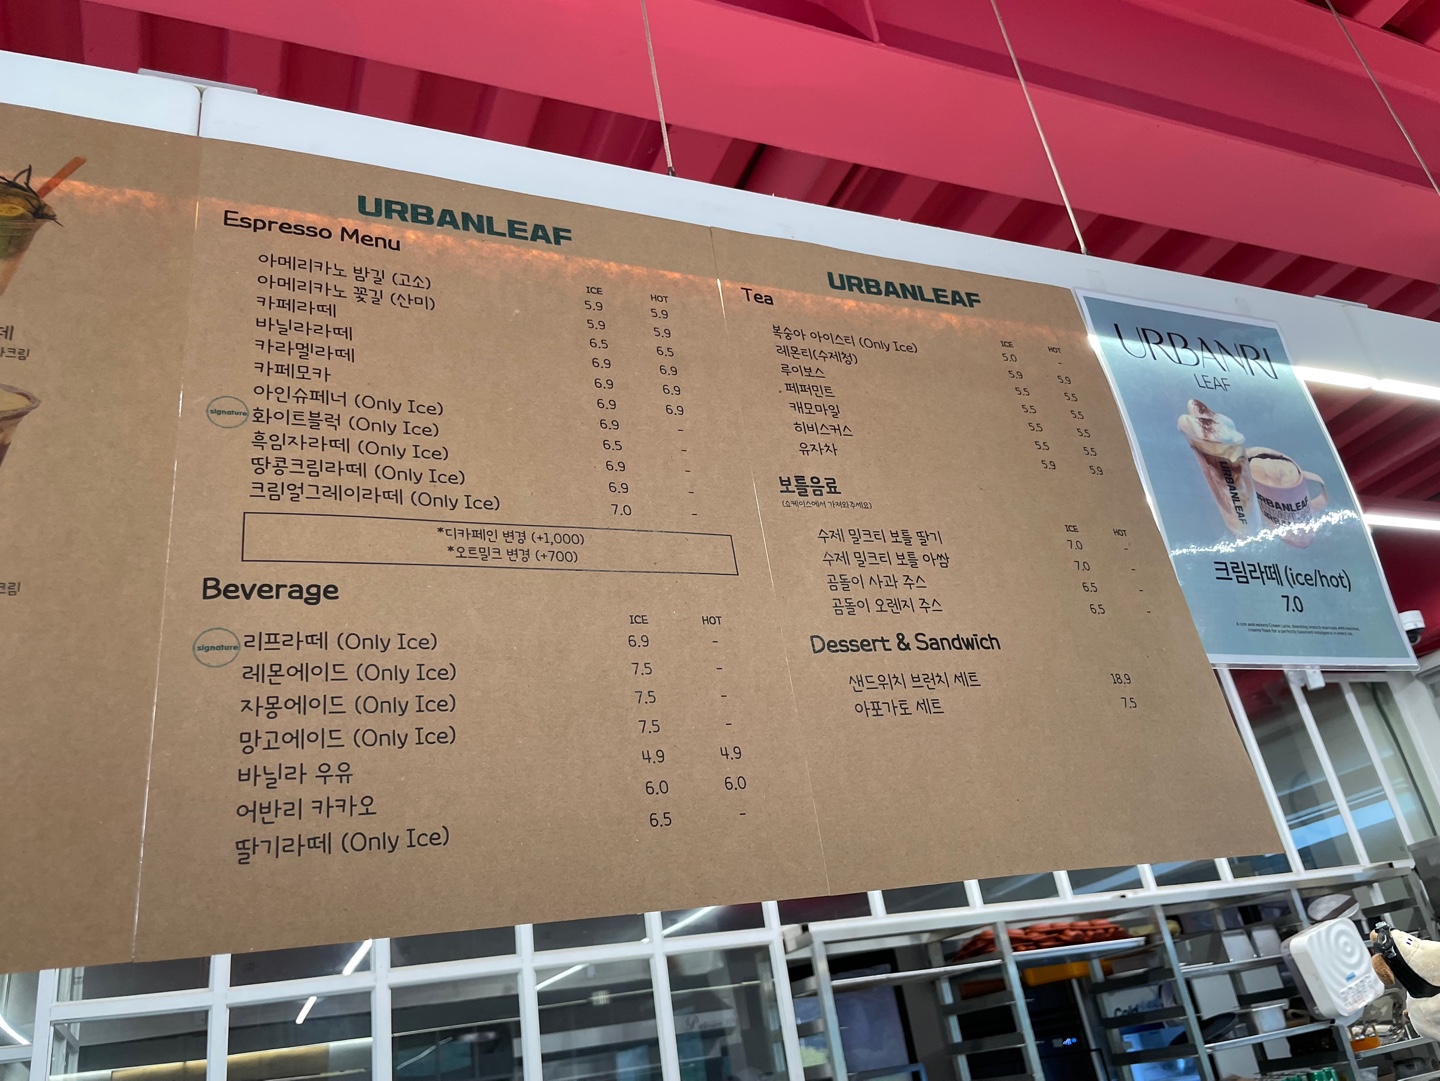 URBANLEAF
Espresso Menu
ICE HOT
아메리카노 밤길 (고소) 5.9 5.9
아메리카노 꽃길 (산미) 5.9 5.9
카페라떼 6.5 6.5
바닐라라떼 6.9 6.9
카라멜라떼 6.9 6.9
카페모카 6.9 6.9
아인슈페너 (Only Ice) 6.9 -
signature 화이트블럭 (Only Ice) 6.5 -
흑임자라떼 (Only Ice) 6.9 -
땅콩크림라떼 (Only Ice) 6.9 -
크림얼그레이라떼 (Only Ice) 7.0 -
*디카페인 변경 (+1,000)
*오트밀크 변경 (+700)
Beverage
ICE HOT
signature 리프라떼 (Only Ice) 6.9 -
레몬에이드 (Only Ice) 7.5 -
자몽에이드 (Only Ice) 7.5 -
망고에이드 (Only Ice) 7.5 -
바닐라 우유 4.9 4.9
어반리 카카오 6.0 6.0
딸기라떼 (Only Ice) 6.5 -
URBANLEAF
Tea
ICE HOT
복숭아 아이스티 (Only Ice) 5.0 -
레몬티(수제청) 5.9 5.9
루이보스 5.5 5.5
페퍼민트 5.5 5.5
캐모마일 5.5 5.5
히비스커스 5.5 5.5
유자차 5.9 5.9
보틀음료
(쇼케이스에서 가져와주세요)
ICE HOT
수제 밀크티 보틀 딸기 7.0 -
수제 밀크티 보틀 아쌈 7.0 -
곰돌이 사과 주스 6.5 -
곰돌이 오렌지 주스 6.5 -
Dessert & Sandwich
샌드위치 브런치 세트 18.9
아포가토 세트 7.5
URBANRI
LEAF
URBANLEAF
URBANLEAF
크림라떼 (ice/hot)
7.0